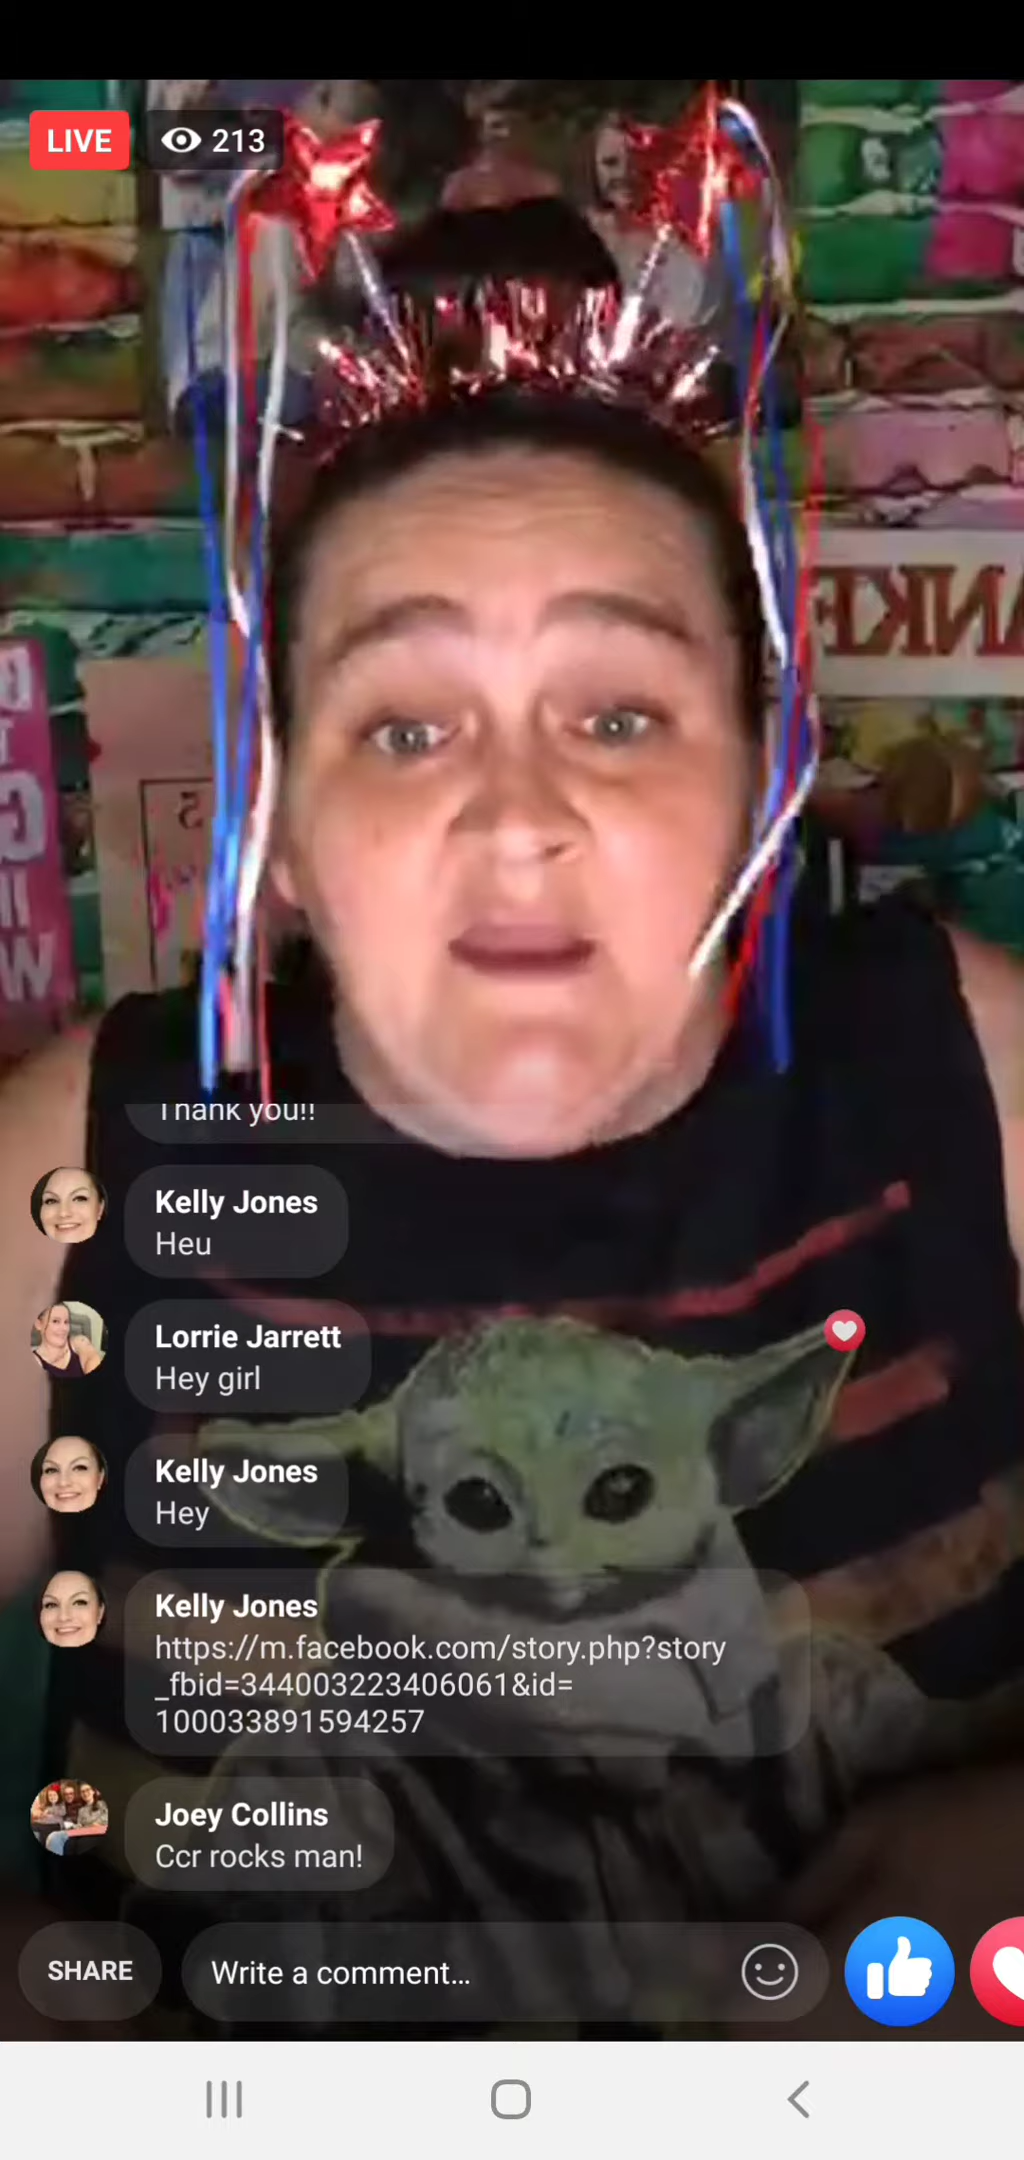 LIVE 213
Thank you!!
Kelly Jones
Heu
Lorrie Jarrett
Hey girl
Kelly Jones
Hey
Kelly Jones
https://m.facebook.com/story.php?story
_fbid=344003223406061&id=
100033891594257
Joey Collins
Ccr rocks man!
SHARE
Write a comment...